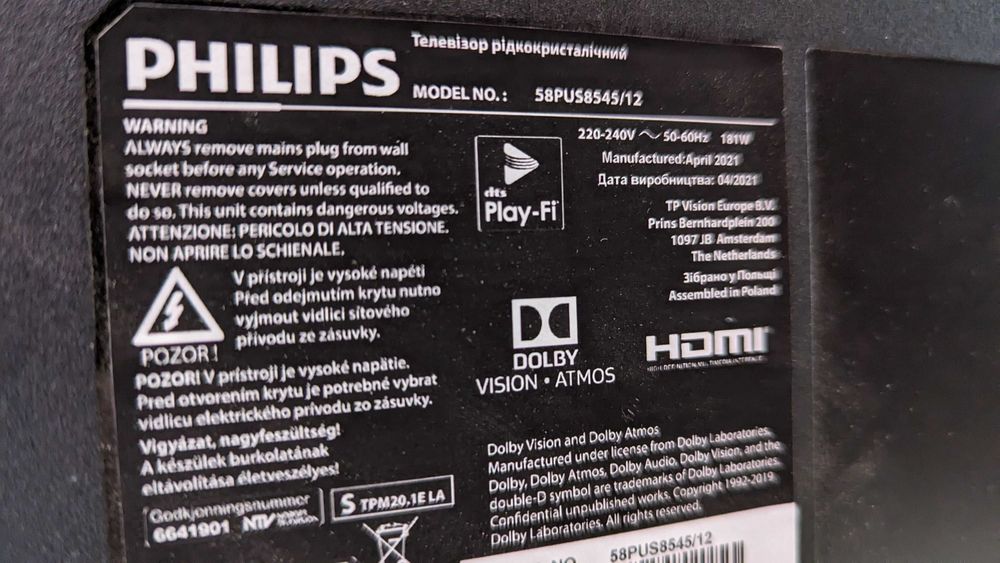 PHILIPS
Телевізор рідкокристалічний
MODEL NO.: 58PUS8545/12
WARNING
ALWAYS remove mains plug from wall
socket before any Service operation.
NEVER remove covers unless qualified to
do so. This unit contains dangerous voltages.
ATTENZIONE: PERICOLO DI ALTA TENSIONE.
NON APRIRE LO SCHIENALE.
V přístroji je vysoké napětí
Před odejmutím krytu nutno
vyjmout vidlici síťového
přívodu ze zásuvky.
POZOR!
POZOR! V prístroji je vysoké napätie.
Pred otvorením krytu je potrebné vybrat
vidlicu elektrického prívodu zo zásuvky.
Vigyázat, nagyfeszültség!
A készülek burkolatának
eltávolítása életveszélyes!
Godkjonningsnummer
G641901
S TPM20.1E LA
dts
Play-Fi
220-240V ~ 50-60Hz 181W
Manufactured:April 2021
Дата виробництва: 04/2021
TP Vision Europe B.V.
Prins Bernhardplein 200
1097 JB Amsterdam
The Netherlands
Зібрано у Польщі
Assembled in Poland
DOLBY
VISION·ATMOS
HDMI
HIGH-DEFINITION MULTIMEDIA INTERFACE
Dolby Vision and Dolby Atmos
Manufactured under license from Dolby Laboratories.
Dolby, Dolby Atmos, Dolby Audio, Dolby Vision, and the
double-D symbol are trademarks of Dolby Laboratories.
Confidential unpublished works. Copyright 1992-2019
Dolby Laboratories. All rights reserved.
58PUS8545/12